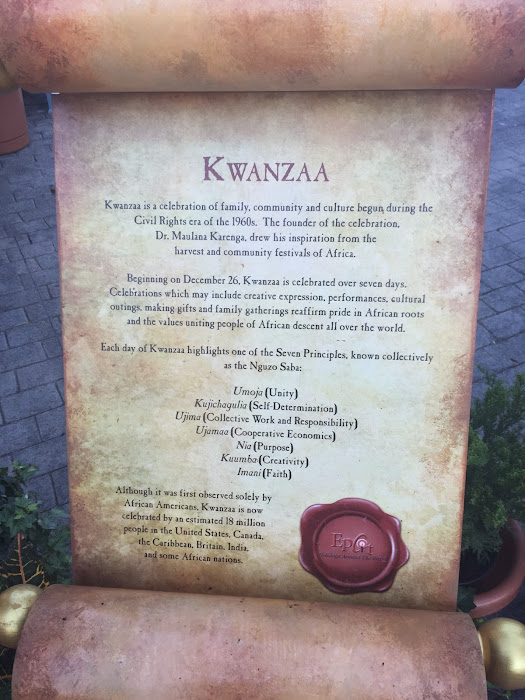 KWANZAA
Kwanzaa is a celebration of family, community and culture begun during the
Civil Rights era of the 1960s. The founder of the celebration,
Dr. Maulana Karenga, drew his inspiration from the
harvest and community festivals of Africa.
Beginning on December 26, Kwanzaa is celebrated over seven days.
Celebrations which may include creative expression, performances, cultural
outings, making gifts and family gatherings reaffirm pride in African roots
and the values uniting people of African descent all over the world.
Each day of Kwanzaa highlights one of the Seven Principles, known collectively
as the Nguzo Saba:
Umoja (Unity)
Kujichagulia (Self-Determination)
Ujima (Collective Work and Responsibility)
Ujamaa (Cooperative Economics)
Nia (Purpose)
Kuumba (Creativity)
Imani (Faith)
Although it was first observed solely by
African Americans, Kwanzaa is now
celebrated by an estimated 18 million
people in the United States, Canada,
the Caribbean, Britain, India,
and some African nations.
Epcot
Holidays Around The World